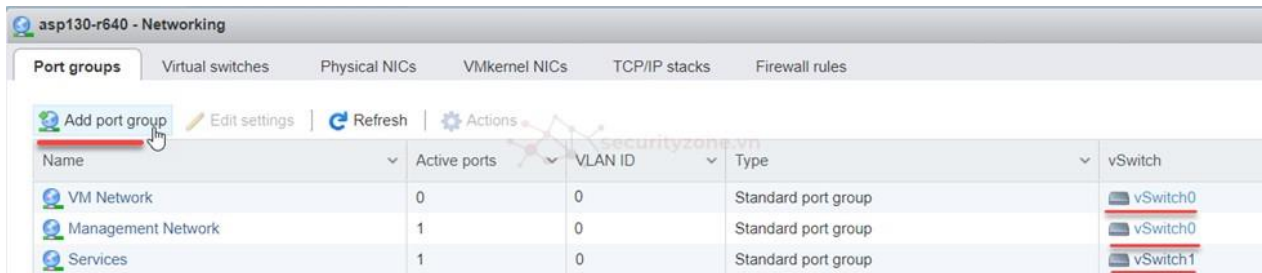 asp130-r640 - Networking
Port groups Virtual switches Physical NICs VMkernel NICs TCP/IP stacks Firewall rules
Add port group Edit settings Refresh Actions
securityzone.vn
Name Active ports VLAN ID Type vSwitch
VM Network 0 0 Standard port group vSwitch0
Management Network 1 0 Standard port group vSwitch0
Services 1 0 Standard port group vSwitch1